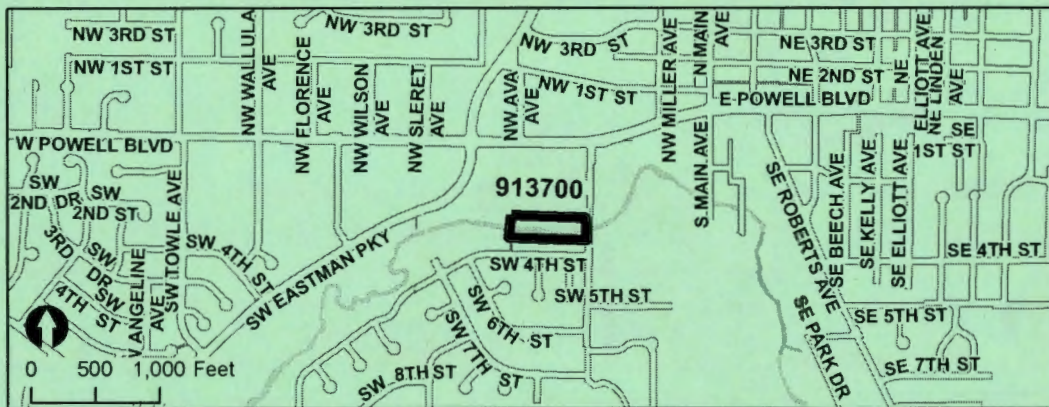 NW 3RD ST
NW 1ST ST
NW WALLULA
AVE
NW FLORENCE
AVE
NW 3RD ST
NW WILSON
AVE
NW SLERET
AVE
NW AVA
AVE
NW 3RD ST
NW 1ST ST
NW MILLER AVE
N MAIN
AVE
S MAIN AVE
E POWELL BLVD
NE 3RD ST
NE 2ND ST
NE
ELLIOTT AVE
NE LINDEN
AVE
SE
1ST ST
W POWELL BLVD
SW
2ND DR
SW
2ND ST
SW
3RD
DR
SW
4TH ST
ANGELINE
AVE
SW TOWLE AVE
SW 4TH ST
SW EASTMAN PKY
913700
SW 4TH ST
SW 5TH ST
SW 6TH ST
SW 7TH ST
SW 8TH ST
SE ROBERTS AVE
SE BEECH AVE
SE KELLY AVE
SE ELLIOTT AVE
SE 4TH ST
SE 5TH ST
SE 7TH ST
SE PARK DR
0 500 1,000 Feet